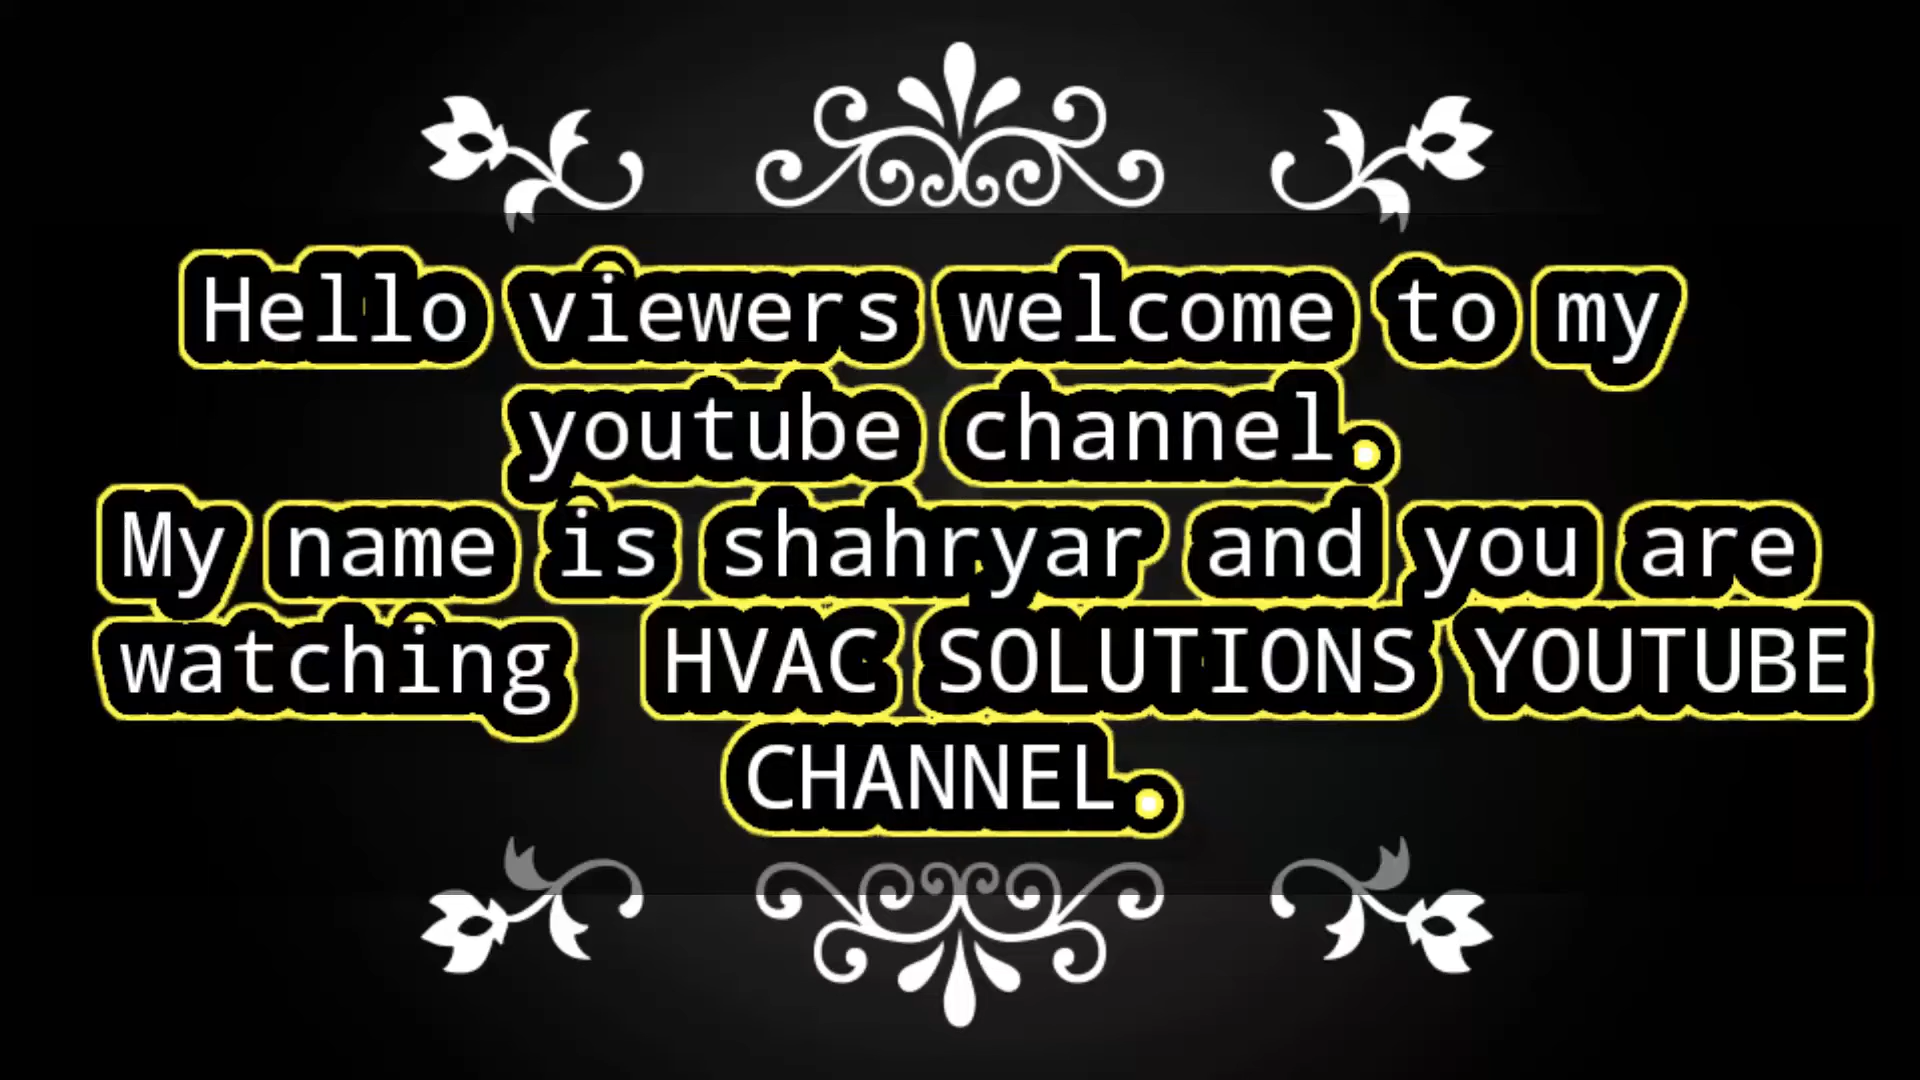 Hello viewers welcome to my
youtube channel.
My name is shahryar and you are
watching HVAC SOLUTIONS YOUTUBE
CHANNEL.